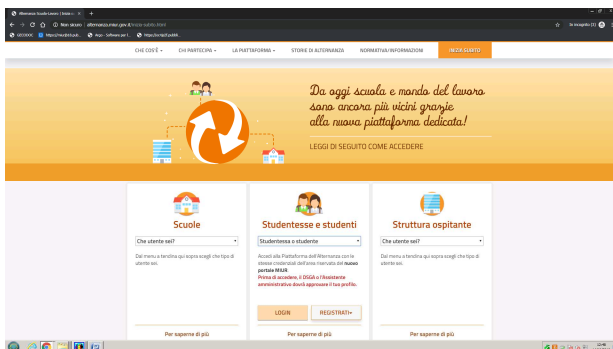 Alternanza Scuola-Lavoro | Inizia s
Non sicuro | alternanza.miur.gov.it/inizia-subito.html
In incognito (2)
CHE COS'È
CHI PARTECIPA
LA PIATTAFORMA
STORIE DI ALTERNANZA
NORMATIVA/INFORMAZIONI
INIZIA SUBITO
Da oggi scuola e mondo del lavoro
sono ancora più vicini grazie
alla nuova piattaforma dedicata!
LEGGI DI SEGUITO COME ACCEDERE
Scuole
Che utente sei?
Dal menu a tendina qui sopra scegli che tipo di
utente sei.
Per saperne di più
Studentesse e studenti
Studentessa o studente
Accedi alla Piattaforma dell'Alternanza con le
stesse credenziali dell'area riservata del nuovo
portale MIUR
Prima di accedere, il DSGA o l'Assistente
amministrativo dovrà approvare il tuo profilo.
LOGIN
REGISTRATI
Per saperne di più
Struttura ospitante
Che utente sei?
Dal menu a tendina qui sopra scegli che tipo di
utente sei.
Per saperne di più